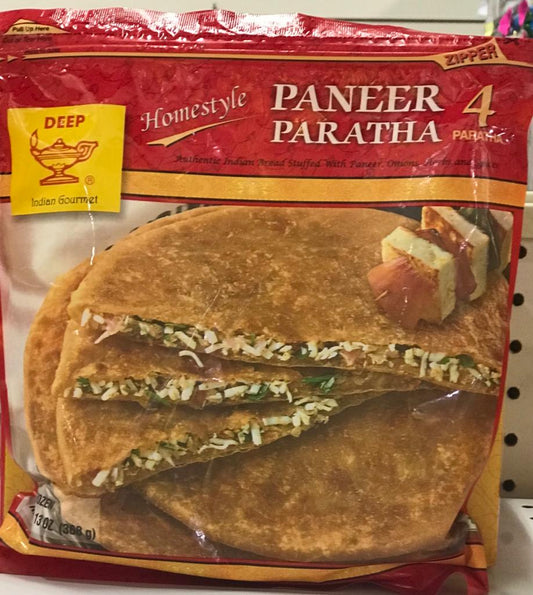 Pull Up Here
ZIPPER
DEEP
®
Indian Gourmet
Homestyle
PANEER
PARATHA
4
PARATHA
Authentic Indian Bread Stuffed With Paneer, Onions, Herbs and Spices
13 OZ. (368 g)